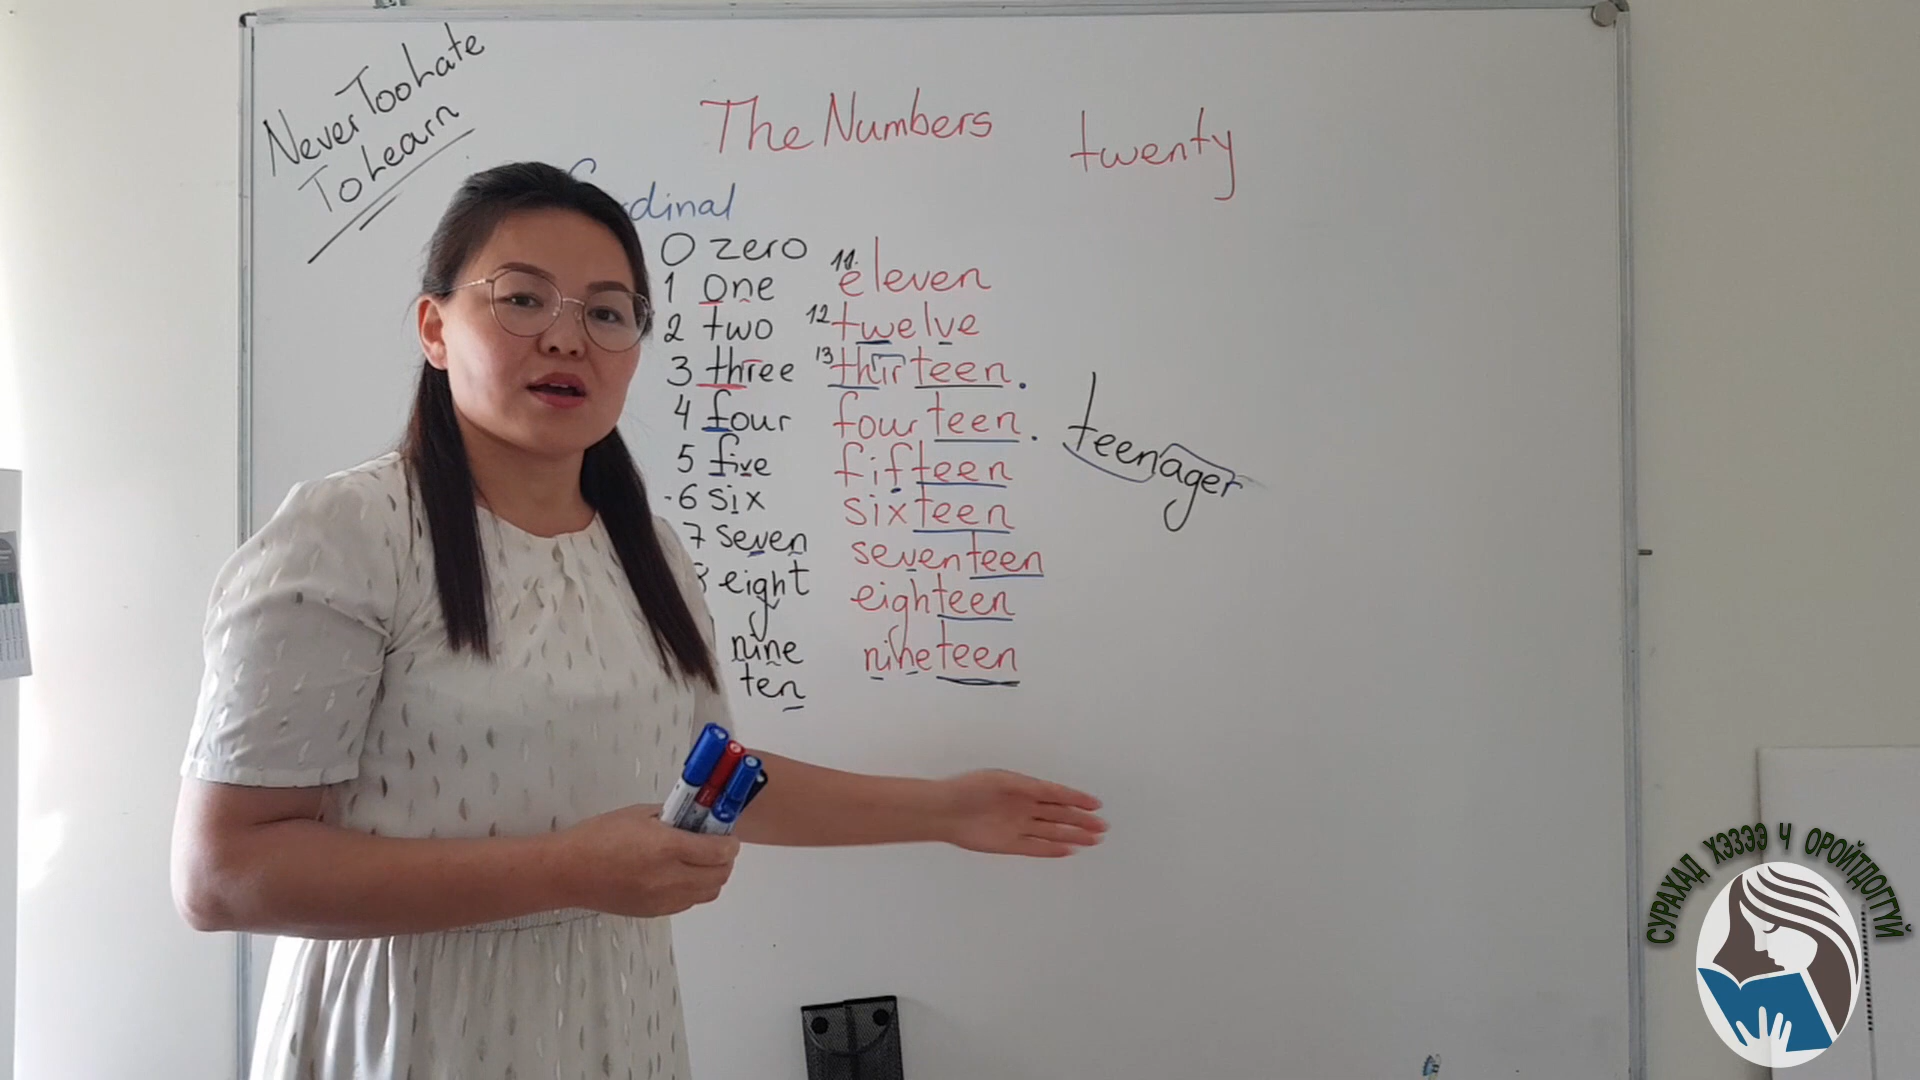 Never Too Late
To Learn
The Numbers
twenty
Cardinal
0 zero
1 one
2 two
3 three
4 four
5 five
6 six
7 seven
8 eight
nine
ten
11. eleven
12 twelve
13 thirteen.
fourteen.
fifteen
sixteen
seventeen
eighteen
nineteen
teenager
СУРАХАД ХЭЗЭЭ Ч ОРОЙТДОГГҮЙ